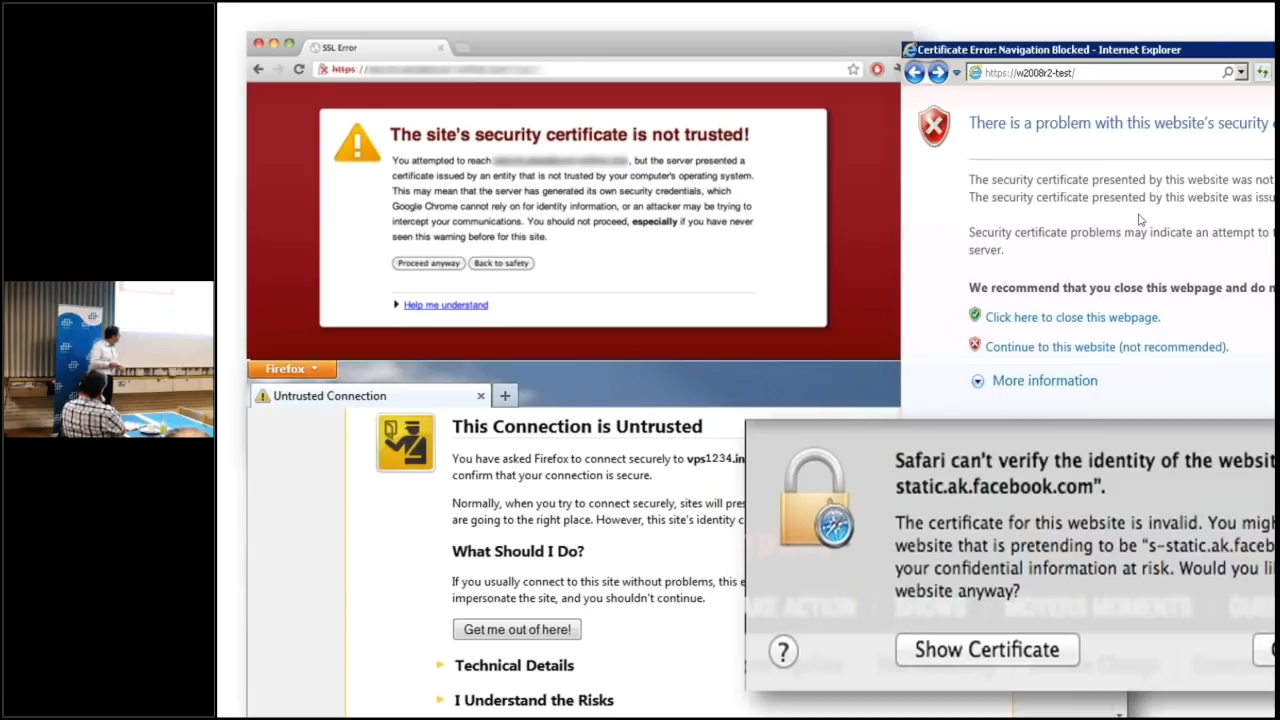 SSL Error
https://
The site's security certificate is not trusted!
You attempted to reach , but the server presented a
certificate issued by an entity that is not trusted by your computer's operating system.
This may mean that the server has generated its own security credentials, which
Google Chrome cannot rely on for identity information, or an attacker may be trying to
intercept your communications. You should not proceed, especially if you have never
seen this warning before for this site.
Proceed anyway
Back to safety
Help me understand
Certificate Error: Navigation Blocked - Internet Explorer
https://w2008r2-test/
There is a problem with this website's security
The security certificate presented by this website was not
The security certificate presented by this website was issu
Security certificate problems may indicate an attempt to
server.
We recommend that you close this webpage and do
Click here to close this webpage.
Continue to this website (not recommended).
More information
Firefox
Untrusted Connection
This Connection is Untrusted
You have asked Firefox to connect securely to vps1234.in
confirm that your connection is secure.
Normally, when you try to connect securely, sites will pres
are going to the right place. However, this site's identity c
What Should I Do?
If you usually connect to this site without problems, this e
impersonate the site, and you shouldn't continue.
Get me out of here!
Technical Details
I Understand the Risks
Safari can't verify the identity of the website
static.ak.facebook.com".
The certificate for this website is invalid. You migh
website that is pretending to be "s-static.ak.faceb
your confidential information at risk. Would you li
website anyway?
?
Show Certificate